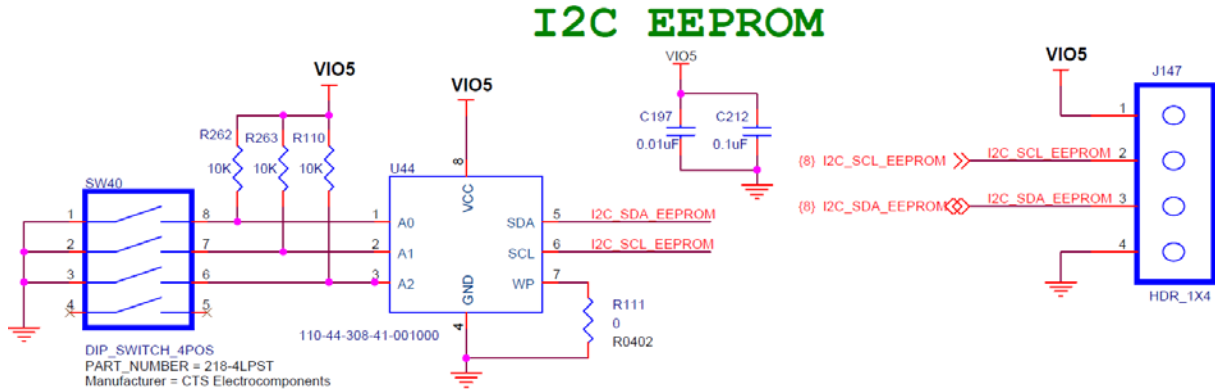 I2C EEPROM
VIO5
VIO5
VIO5
VIO5
J147
R262
R263
R110
10K
10K
10K
C197
0.01uF
C212
0.1uF
1
2
3
4
{8} I2C_SCL_EEPROM
I2C_SCL_EEPROM
{8} I2C_SDA_EEPROM
I2C_SDA_EEPROM
HDR_1X4
SW40
1
2
3
4
8
7
6
5
U44
8
VCC
1
2
3
A0
A1
A2
SDA
SCL
WP
5
6
7
I2C_SDA_EEPROM
I2C_SCL_EEPROM
GND
4
110-44-308-41-001000
R111
0
R0402
DIP_SWITCH_4POS
PART_NUMBER = 218-4LPST
Manufacturer = CTS Electrocomponents